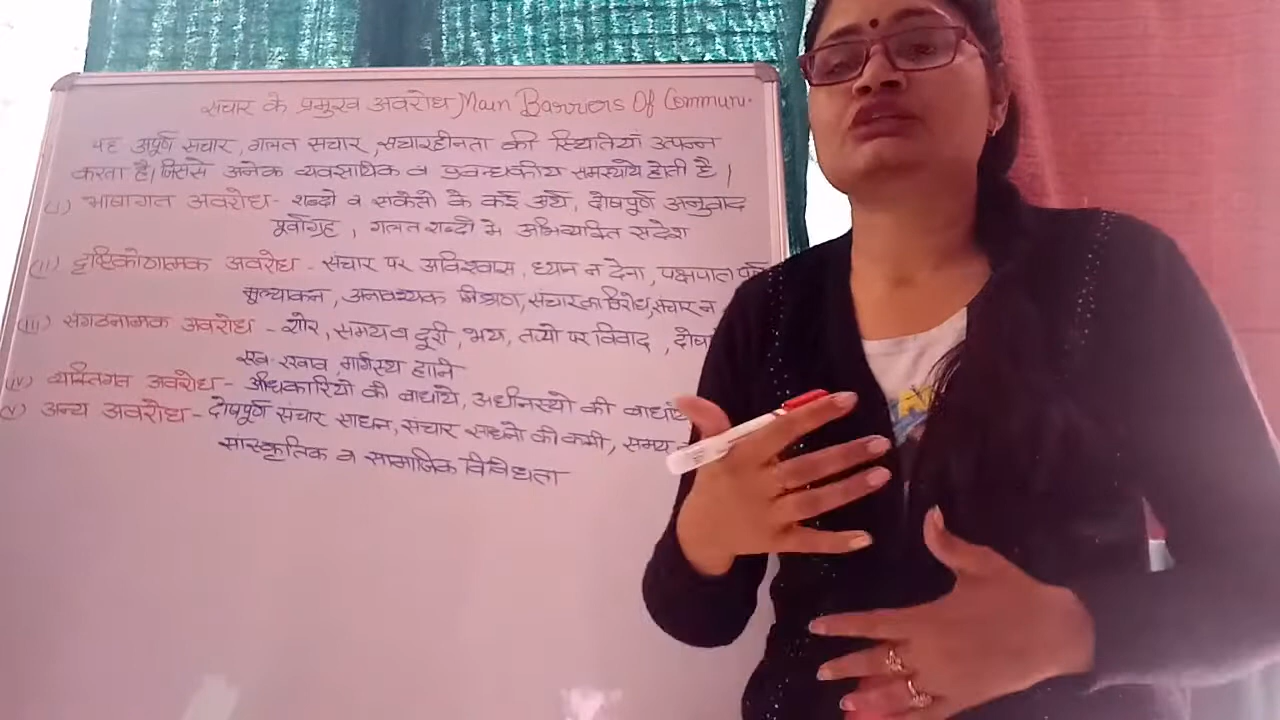 संचार के प्रमुख अवरोध Main Barriers Of Commun.
यह अपूर्ण संचार, गलत संचार, संचारहीनता की स्थितियां उत्पन्न
करता है। जिससे अनेक व्यवसायिक व प्रबन्धकीय समस्याये होती है।
(i) भाषागत अवरोध - शब्दो व संकेतो के कई अर्थ, दोषपूर्ण अनुवाद
पूर्वाग्रह, गलत शब्दो मे अभिव्यक्ति संदेश
(ii) दृष्टिकोणात्मक अवरोध - संचार पर अविश्वास, ध्यान न देना, पक्षपात
मूल्याकन, अनावश्यक मिश्रण, संचार का विरोध, संचार न
(iii) संगठनात्मक अवरोध - शोर, समय व दूरी, भय, तथ्यो पर विवाद,
रख-रखाव, मार्गस्थ हानि
(iv) व्यक्तिगत अवरोध - अधिकारियो की बाधाये, अधीनस्थो की
(v) अन्य अवरोध - दोषपूर्ण संचार साधन, संचार साधनो की कमी, समय
सांस्कृतिक व सामाजिक विविधता